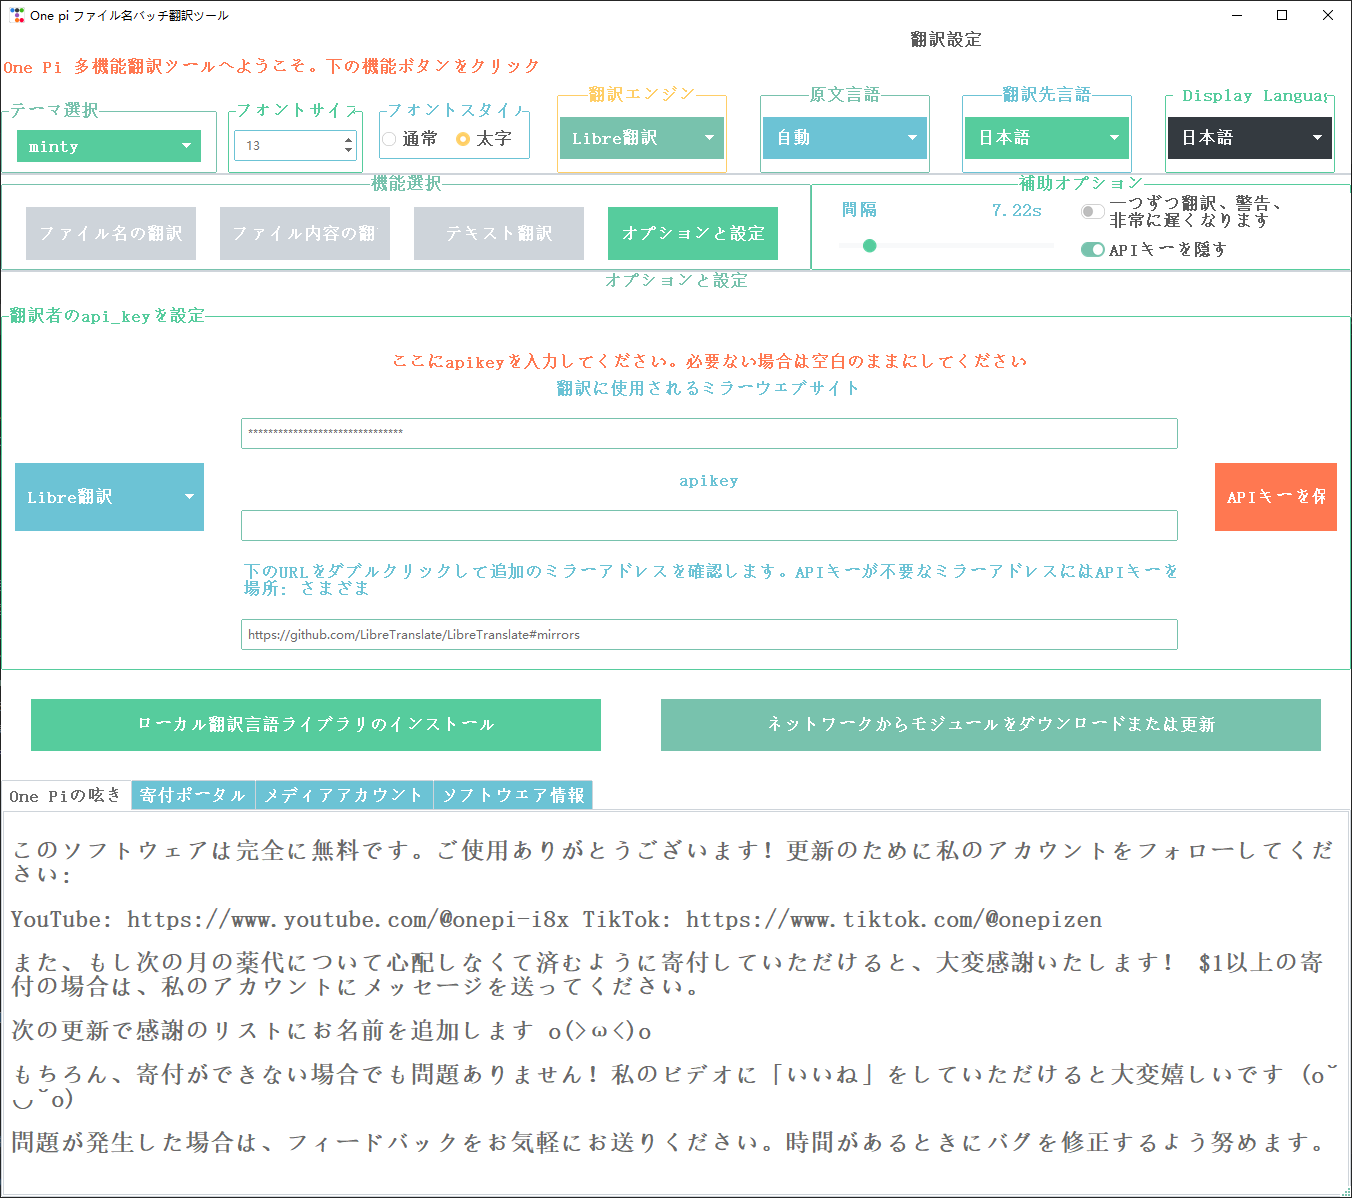 One pi ファイル名バッチ翻訳ツール
翻訳設定
One Pi 多機能翻訳ツールへようこそ。下の機能ボタンをクリック
テーマ選択
minty
フォントサイズ
13
フォントスタイル
通常
太字
翻訳エンジン
Libre翻訳
原文言語
自動
翻訳先言語
日本語
Display Languag
日本語
機能選択
ファイル名の翻訳
ファイル内容の翻
テキスト翻訳
オプションと設定
補助オプション
間隔
7.22s
一つずつ翻訳、警告、
非常に遅くなります
APIキーを隠す
オプションと設定
翻訳者のapi_keyを設定
ここにapikeyを入力してください。必要ない場合は空白のままにしてください
翻訳に使用されるミラーウェブサイト
*******************************
Libre翻訳
apikey
APIキーを保
下のURLをダブルクリックして追加のミラーアドレスを確認します。APIキーが不要なミラーアドレスにはAPIキーを
場所: さまざま
https://github.com/LibreTranslate/LibreTranslate#mirrors
ローカル翻訳言語ライブラリのインストール
ネットワークからモジュールをダウンロードまたは更新
One Piの呟き
寄付ポータル
メディアアカウント
ソフトウェア情報
このソフトウェアは完全に無料です。ご使用ありがとうございます！更新のために私のアカウントをフォローしてくだ
さい:
YouTube: https://www.youtube.com/@onepi-i8x TikTok: https://www.tiktok.com/@onepizen
また、もし次の月の薬代について心配しなくて済むように寄付していただけると、大変感謝いたします！ $1以上の寄
付の場合は、私のアカウントにメッセージを送ってください。
次の更新で感謝のリストにお名前を追加します o(>ω<)o
もちろん、寄付ができない場合でも問題ありません！私のビデオに「いいね」をしていただけると大変嬉しいです (o˘
◡˘o)
問題が発生した場合は、フィードバックをお気軽にお送りください。時間があるときにバグを修正するよう努めます。